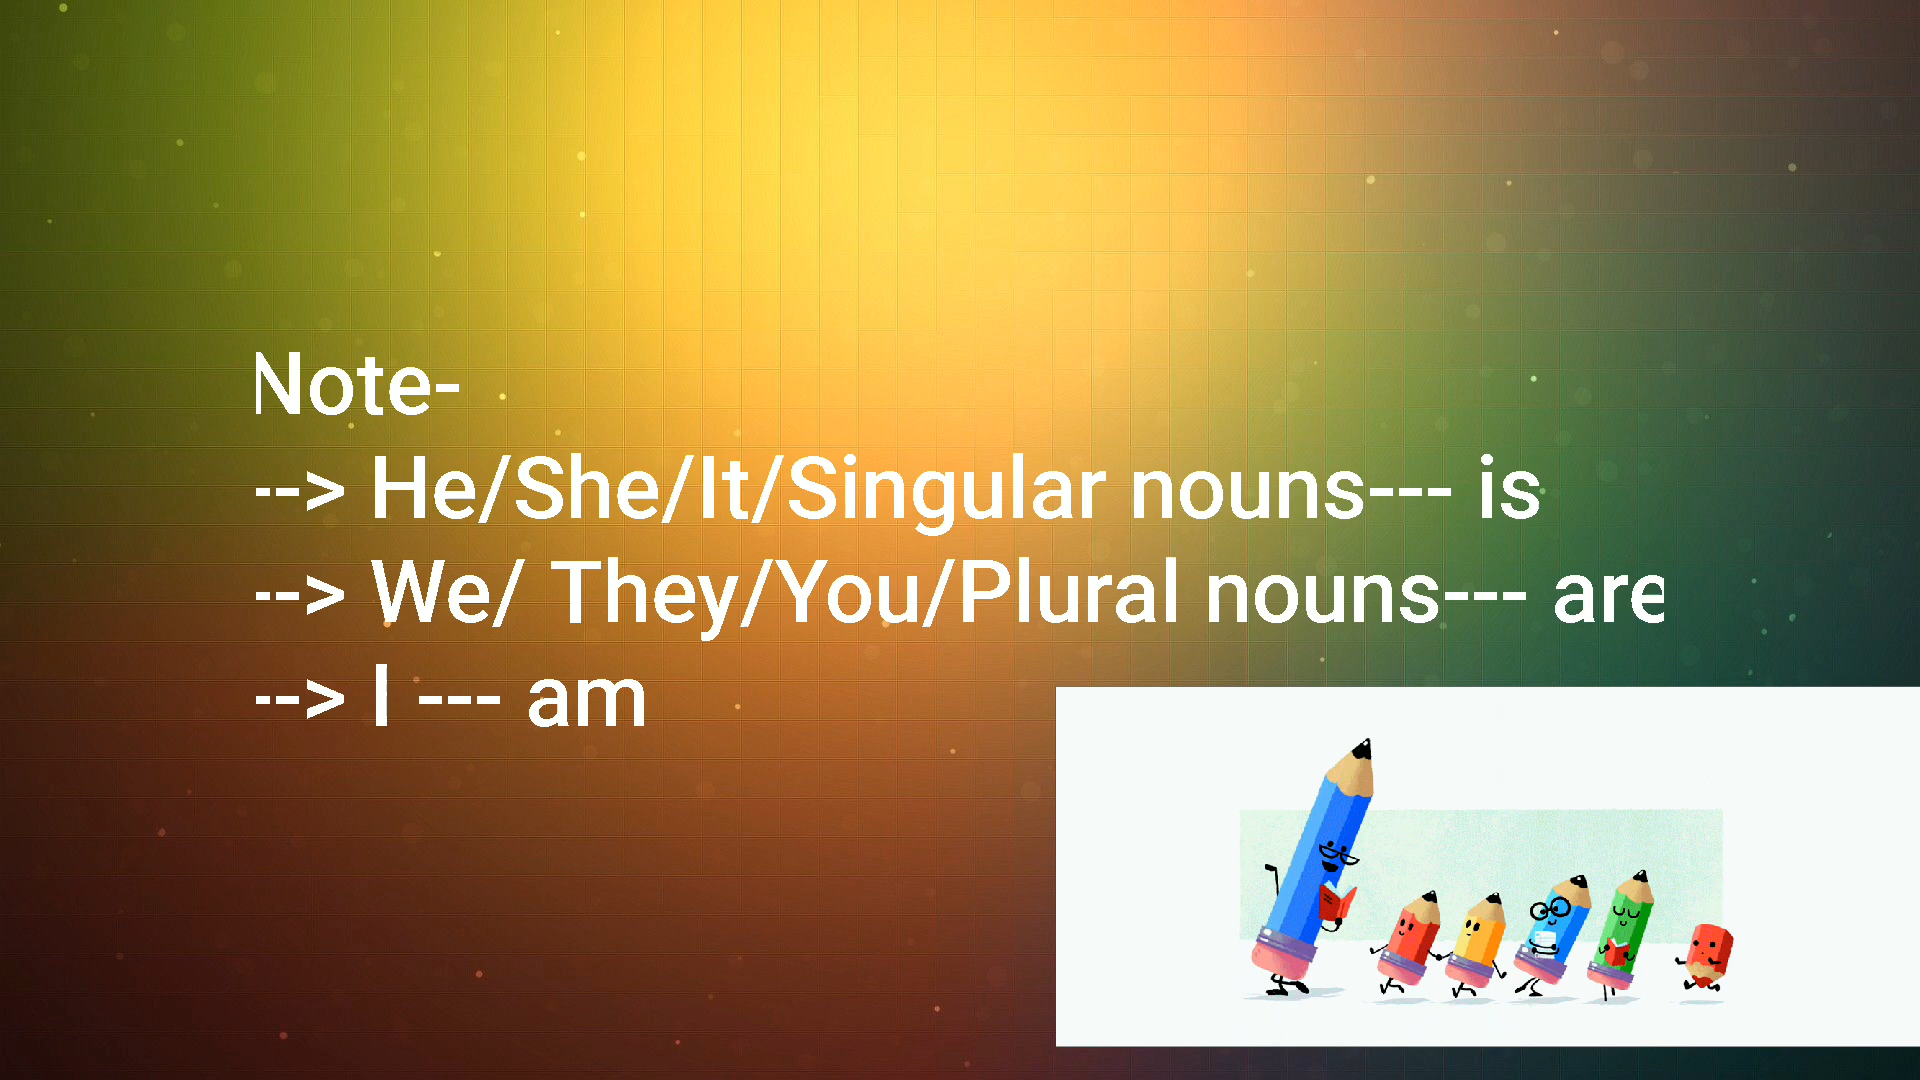 Note-
--> He/She/It/Singular nouns--- is
--> We/ They/You/Plural nouns--- are
--> I --- am